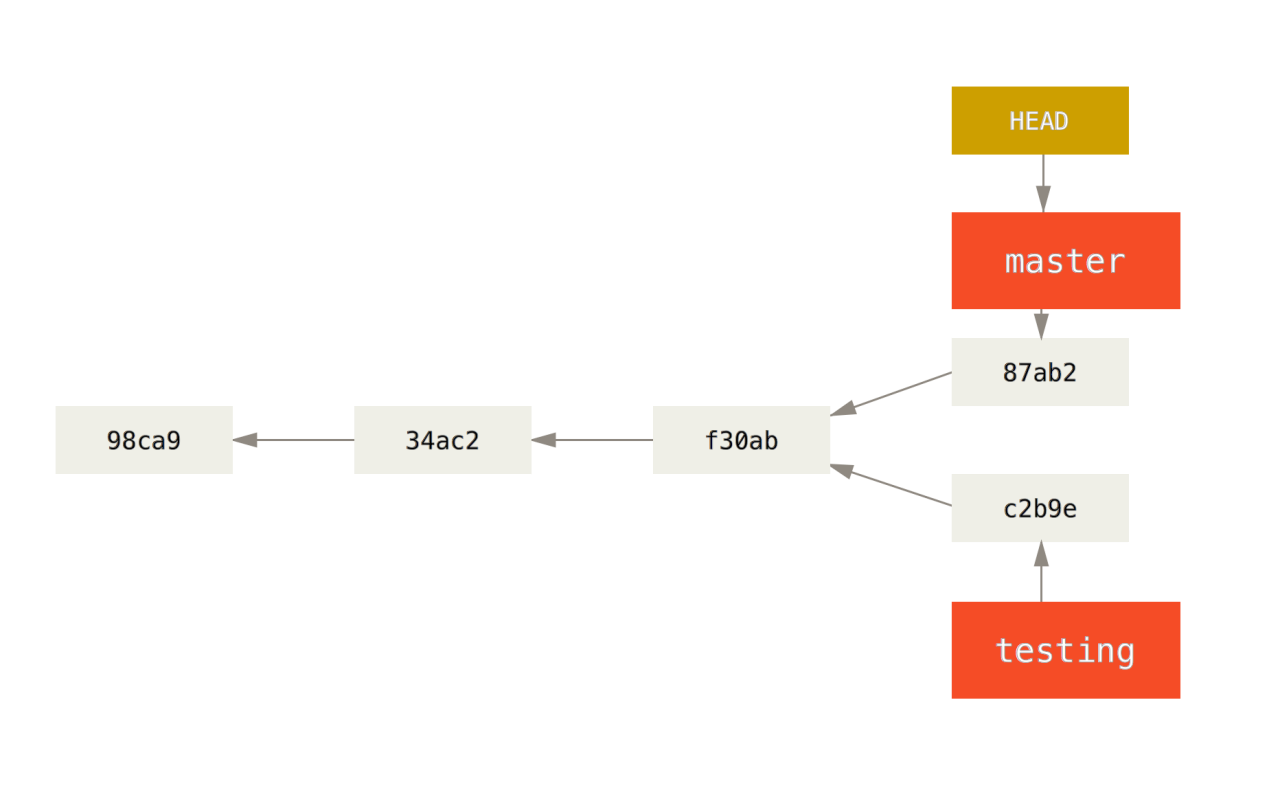 HEAD
master
87ab2
98ca9
34ac2
f30ab
c2b9e
testing